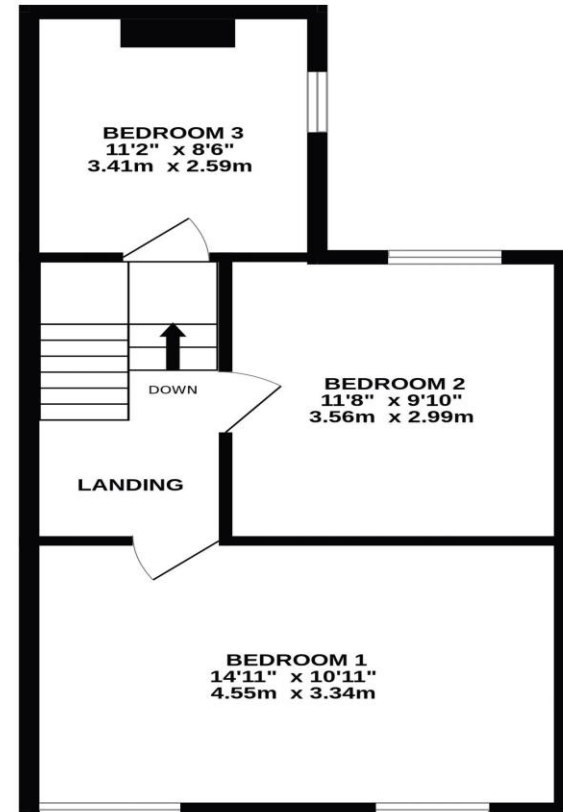 BEDROOM 3
11'2" x 8'6"
3.41m x 2.59m
DOWN
BEDROOM 2
11'8" x 9'10"
3.56m x 2.99m
LANDING
BEDROOM 1
14'11" x 10'11"
4.55m x 3.34m